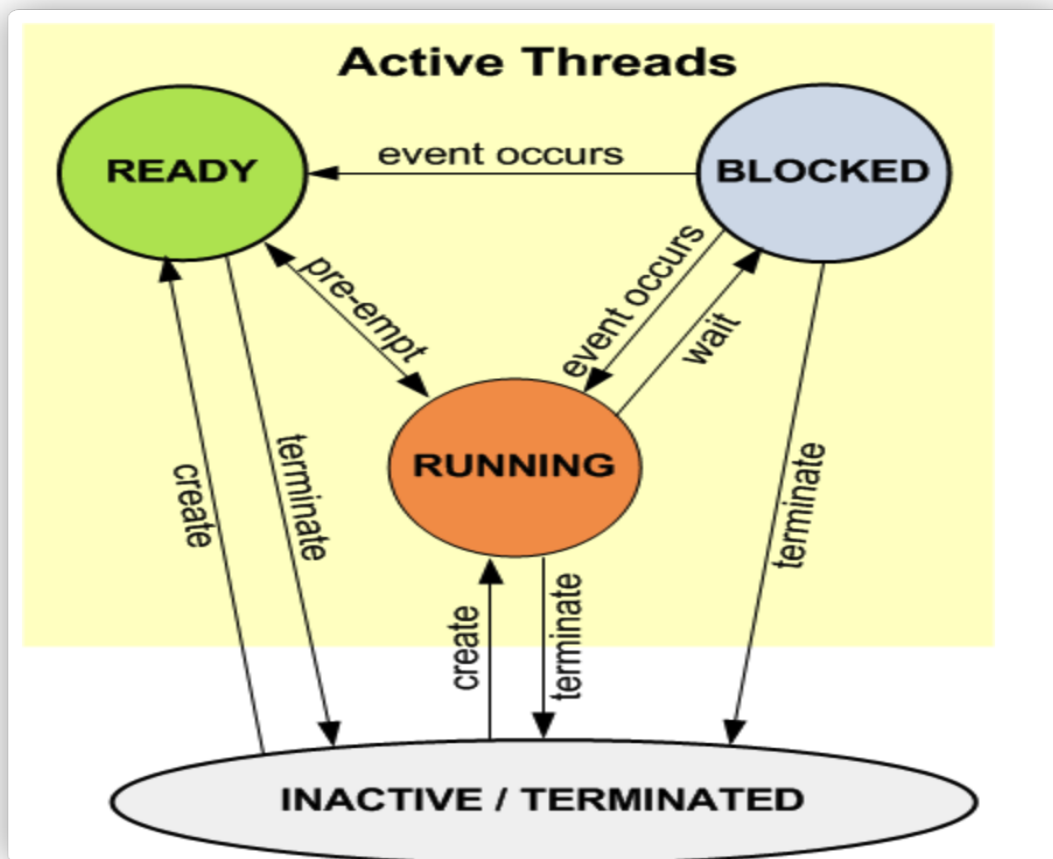 Active Threads
READY
event occurs
BLOCKED
pre-empt
event occurs
wait
RUNNING
create
terminate
terminate
create
terminate
INACTIVE / TERMINATED